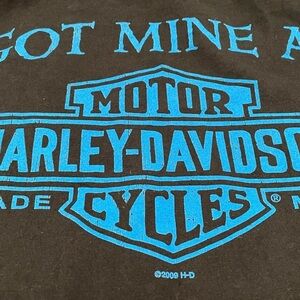 GOT MINE A
MOTOR
HARLEY-DAVIDSO
ADE ® M
CYCLES
©2009 H-D